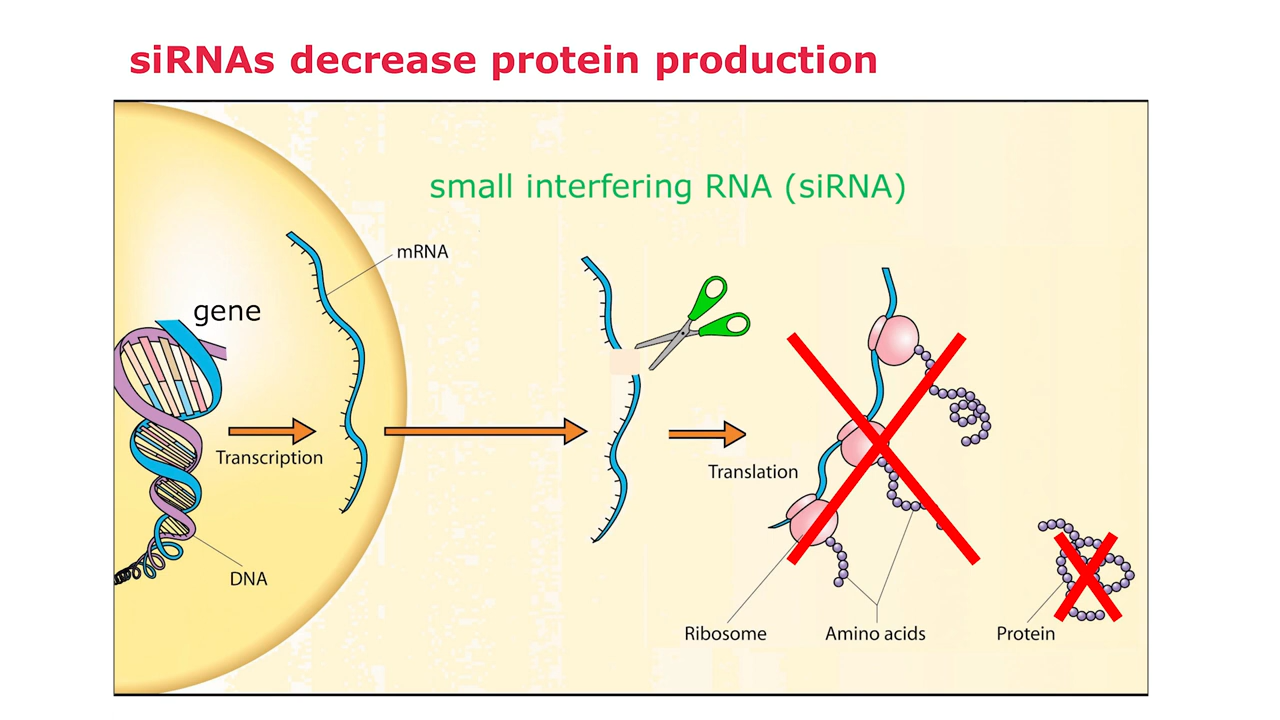 siRNAs decrease protein production
small interfering RNA (siRNA)
mRNA
gene
Transcription
Translation
DNA
Ribosome
Amino acids
Protein